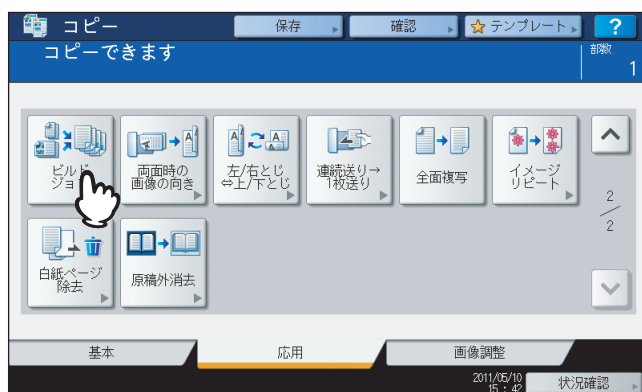 コピー
保存
確認
テンプレート
?
コピーできます
部数
1
ビルド
ジョブ
両面時の
画像の向き
左/右とじ
⇔上/下とじ
連続送り→
1枚送り
全面複写
イメージ
リピート
2
2
白紙ページ
除去
原稿外消去
基本
応用
画像調整
2011/05/10
15:42
状況確認